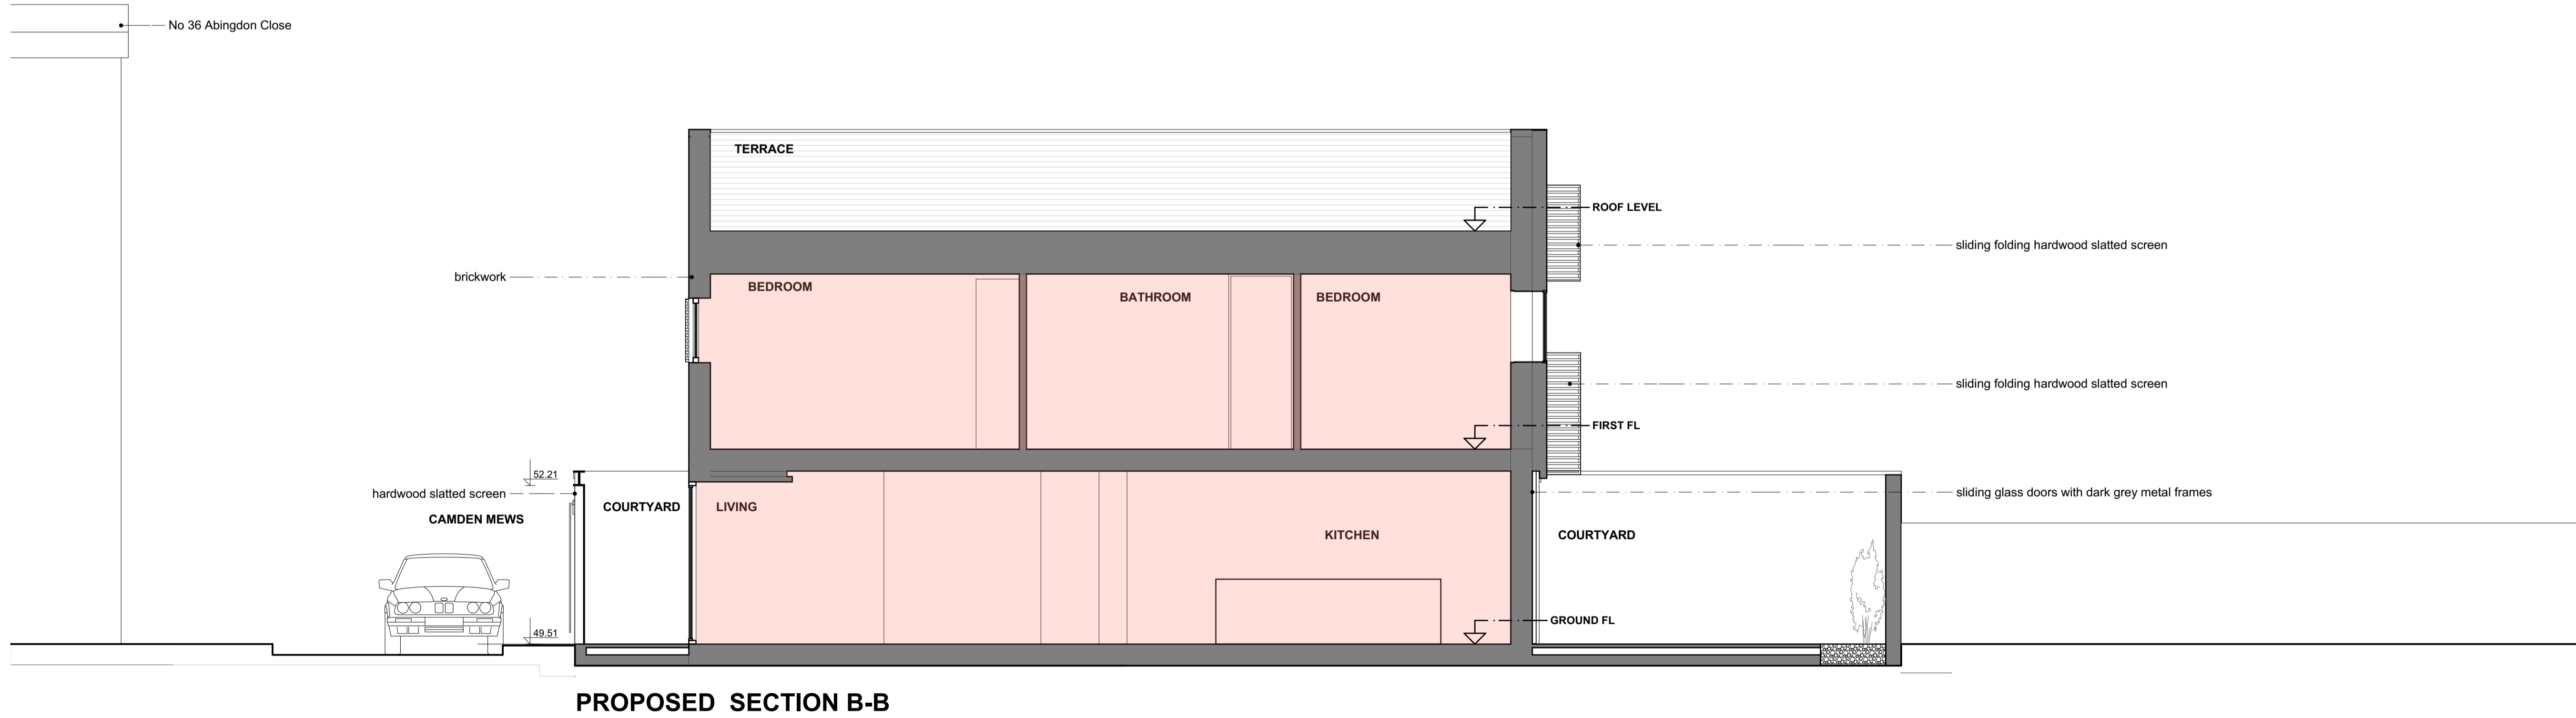 No 36 Abingdon Close
TERRACE
ROOF LEVEL
sliding folding hardwood slatted screen
brickwork
BEDROOM
BATHROOM
BEDROOM
sliding folding hardwood slatted screen
FIRST FL
52.21
hardwood slatted screen
sliding glass doors with dark grey metal frames
CAMDEN MEWS
COURTYARD
LIVING
KITCHEN
COURTYARD
GROUND FL
49.51
PROPOSED SECTION B-B